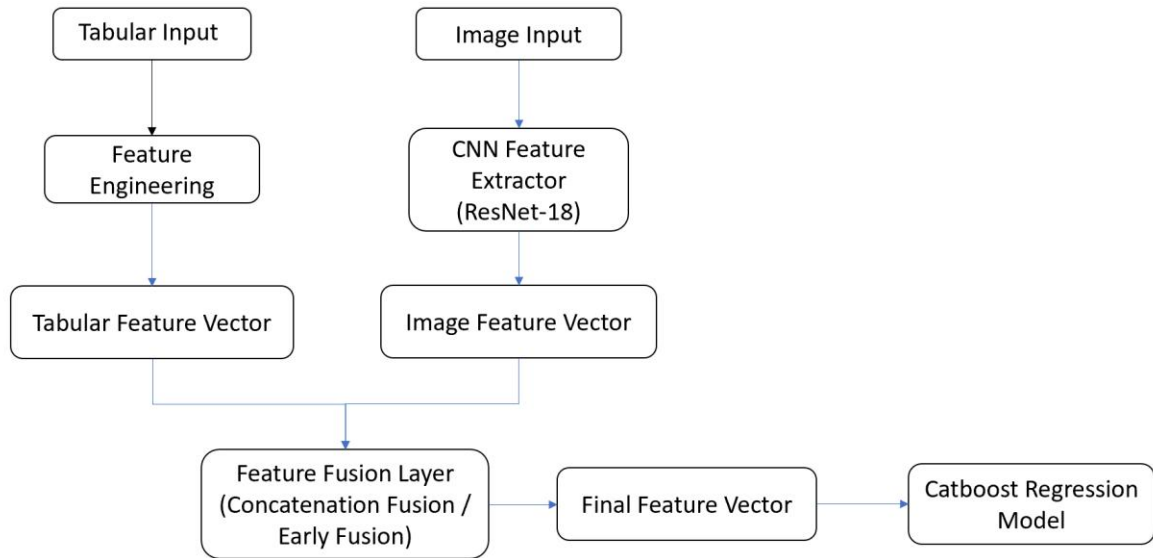 Tabular Input
Image Input
Feature
Engineering
CNN Feature
Extractor
(ResNet-18)
Tabular Feature Vector
Image Feature Vector
Feature Fusion Layer
(Concatenation Fusion /
Early Fusion)
Final Feature Vector
Catboost Regression
Model